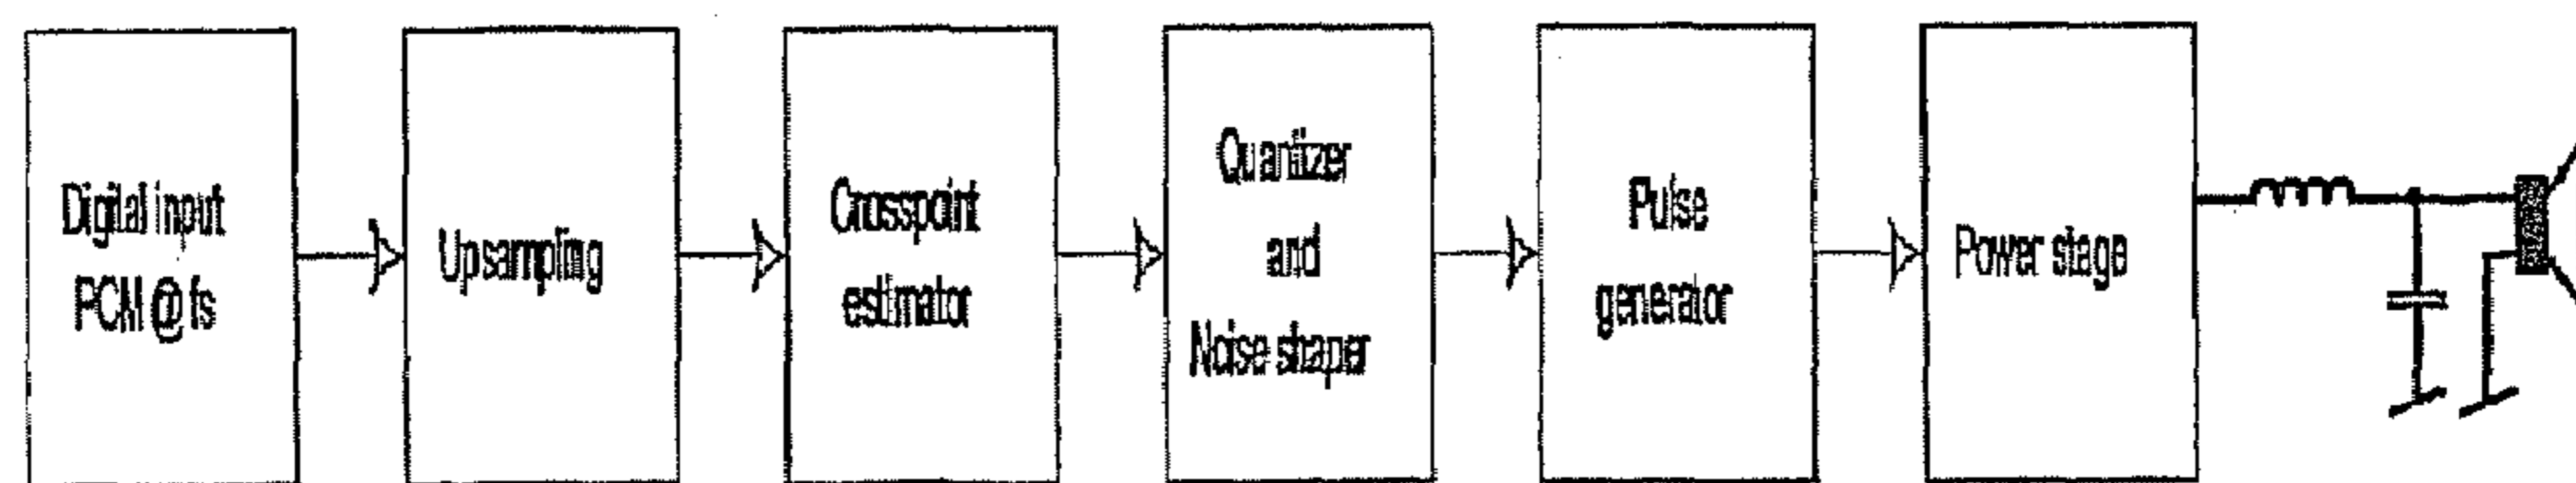 Digital input
PCM @ fs
Upsampling
Crosspoint
estimator
Quantizer
and
Noise shaper
Pulse
generator
Power stage